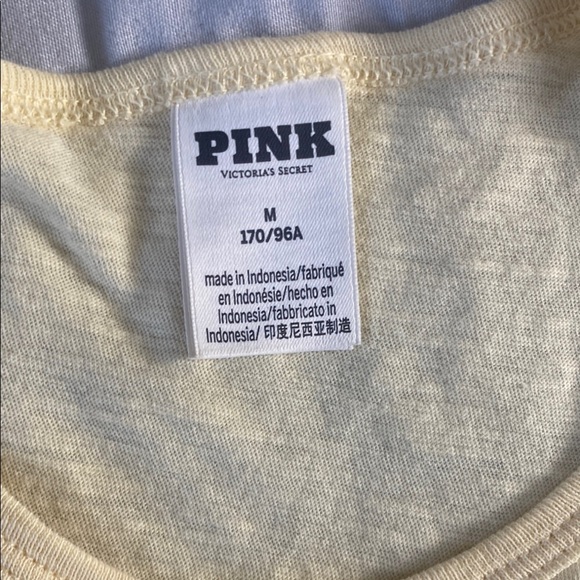 PINK
VICTORIA'S SECRET
M
170/96A
made in Indonesia/fabriqué
en Indonésie/hecho en
Indonesia/fabbricato in
Indonesia/ 印度尼西亚制造